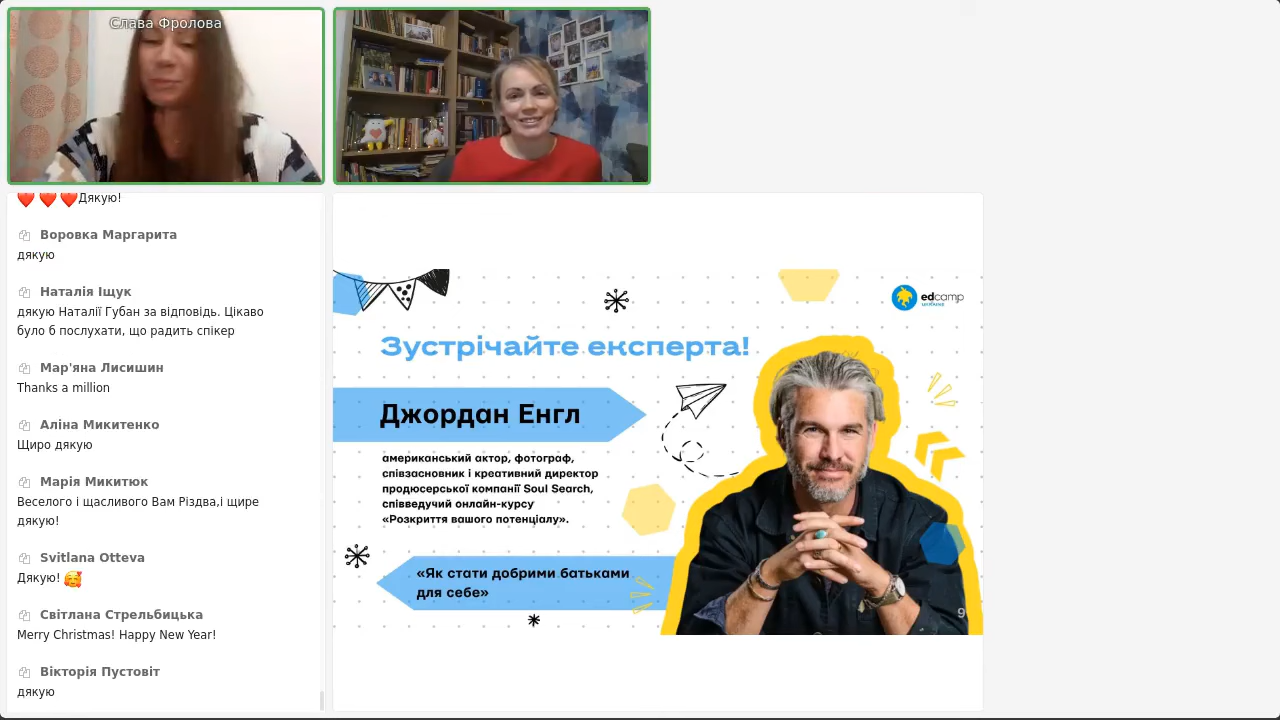 Слава Фролова
Дякую!
Воровка Маргарита
дякую
Наталія Іщук
дякую Наталії Губан за відповідь. Цікаво
було б послухати, що радить спікер
Мар'яна Лисишин
Thanks a million
Аліна Микитенко
Щиро дякую
Марія Микитюк
Веселого і щасливого Вам Різдва,і щире
дякую!
Svitlana Otteva
Дякую!
Світлана Стрельбицька
Merry Christmas! Happy New Year!
Вікторія Пустовіт
дякую
edcamp
Зустрічайте експерта!
Джордан Енгл
американський актор, фотограф,
співзасновник і креативний директор
продюсерської компанії Soul Search,
співведучий онлайн-курсу
«Розкриття вашого потенціалу».
«Як стати добрими батьками
для себе»
9